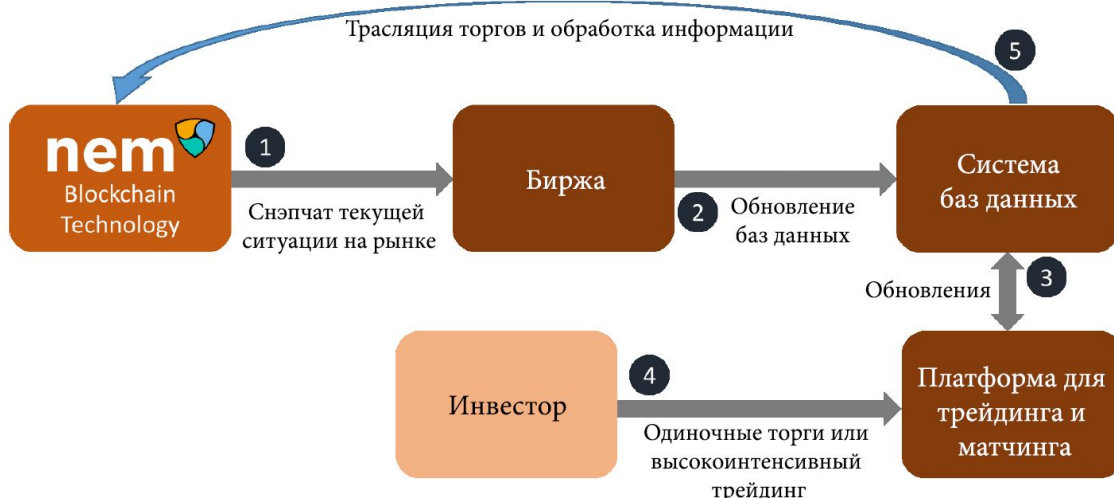 Трасляция торгов и обработка информации
5
nem
Blockchain
Technology
1
Снэпчат текущей
ситуации на рынке
Биржа
2
Обновление
баз данных
Система
баз данных
Обновления
3
Инвестор
4
Одиночные торги или
высокоинтенсивный
трейдинг
Платформа для
трейдинга и
матчинга